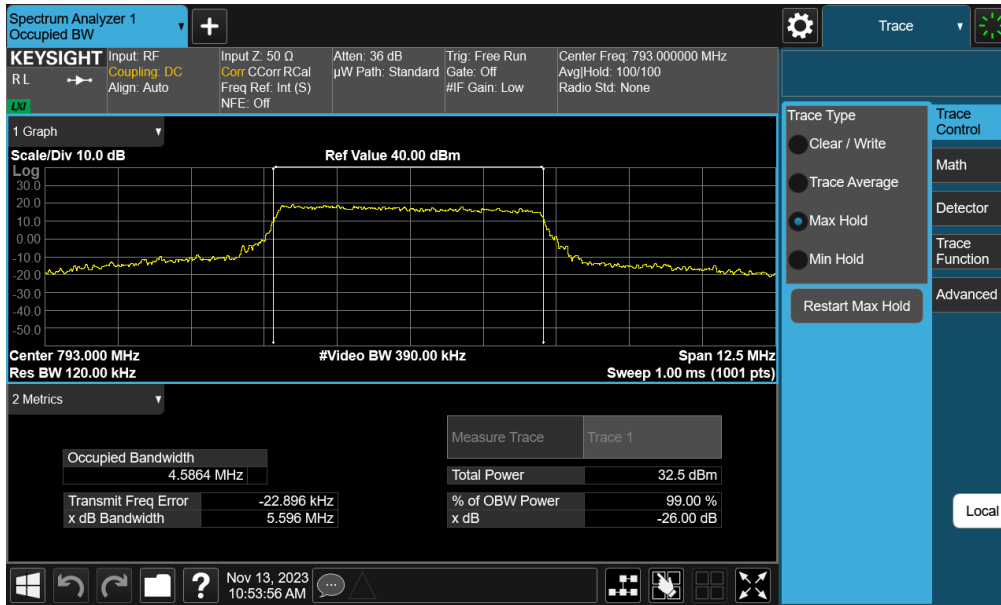 Spectrum Analyzer 1
Occupied BW
Trace
KEYSIGHT
R L
LXI
Input: RF
Coupling: DC
Align: Auto
Input Z: 50 Ω
Corr CCorr RCal
Freq Ref: Int (S)
NFE: Off
Atten: 36 dB
µW Path: Standard
Trig: Free Run
Gate: Off
#IF Gain: Low
Center Freq: 793.000000 MHz
Avg|Hold: 100/100
Radio Std: None
1 Graph
Scale/Div 10.0 dB
Ref Value 40.00 dBm
Log
30.0
20.0
10.0
0.00
-10.0
-20.0
-30.0
-40.0
-50.0
Center 793.000 MHz
#Video BW 390.00 kHz
Span 12.5 MHz
Res BW 120.00 kHz
Sweep 1.00 ms (1001 pts)
2 Metrics
Measure Trace
Trace 1
Occupied Bandwidth
4.5864 MHz
Total Power 32.5 dBm
Transmit Freq Error -22.896 kHz
% of OBW Power 99.00 %
x dB Bandwidth 5.596 MHz
x dB -26.00 dB
Trace Type
Clear / Write
Trace Average
Max Hold
Min Hold
Restart Max Hold
Trace
Control
Math
Detector
Trace
Function
Advanced
Local
?
Nov 13, 2023
10:53:56 AM